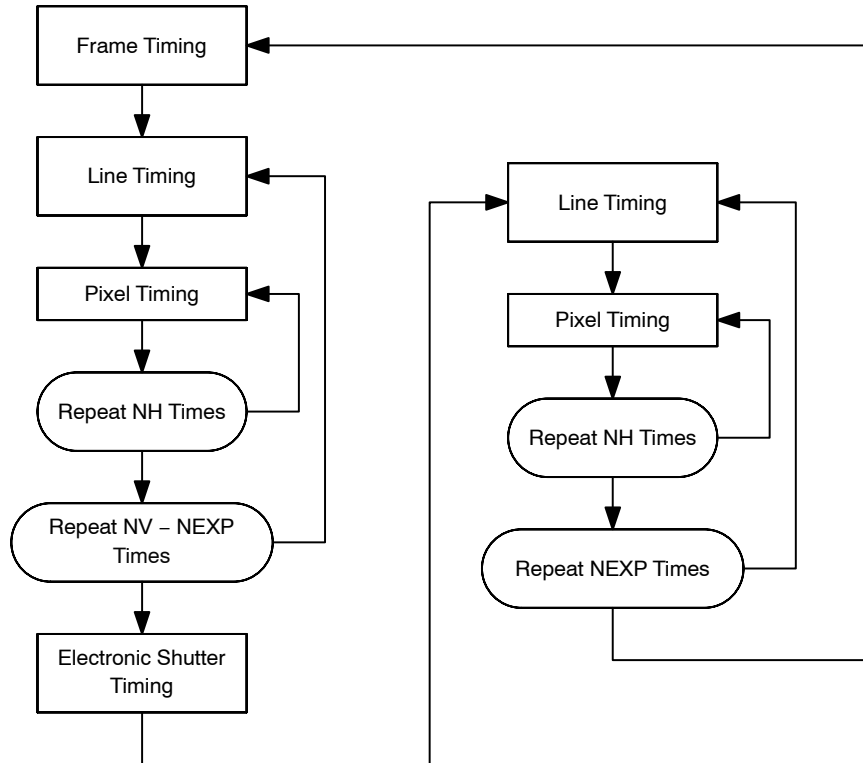 Frame Timing
Line Timing
Pixel Timing
Repeat NH Times
Repeat NV – NEXP
Times
Electronic Shutter
Timing
Line Timing
Pixel Timing
Repeat NH Times
Repeat NEXP Times